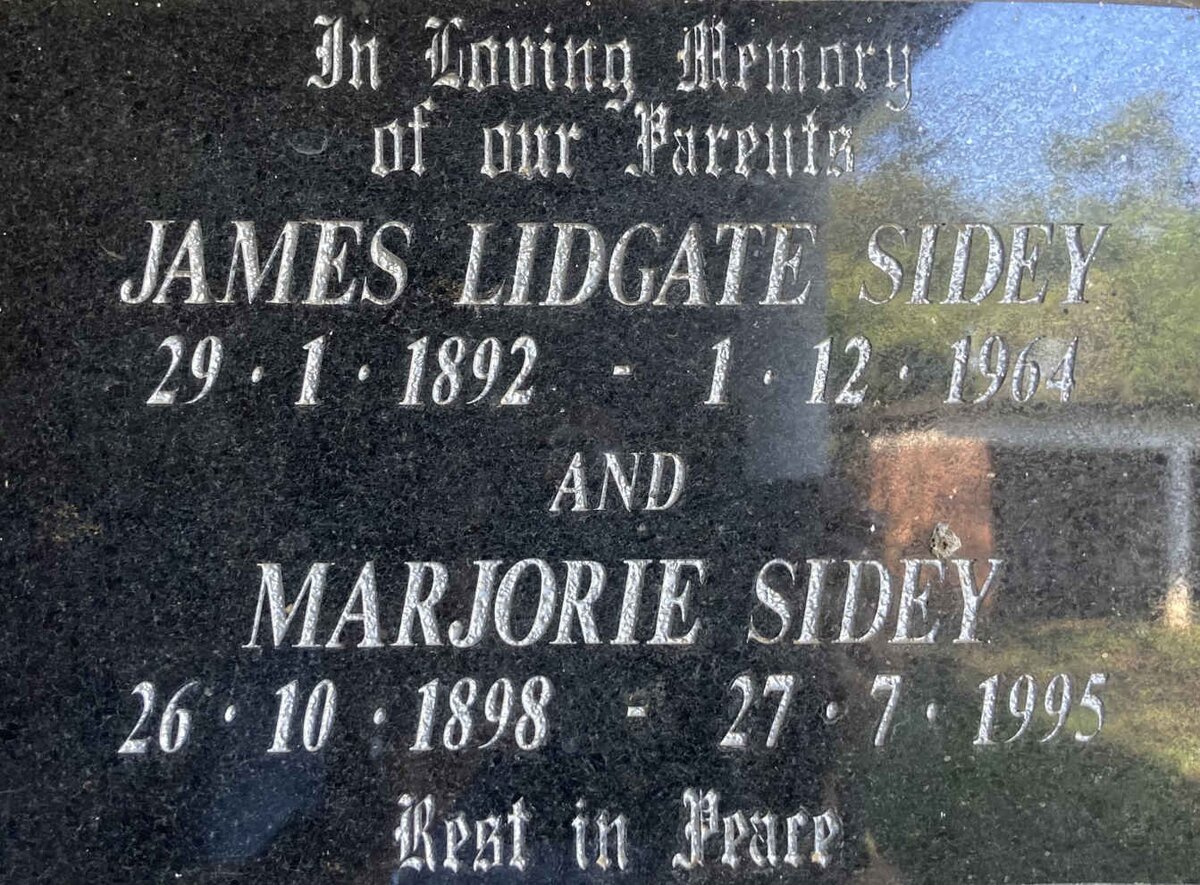 In Loving Memory
of our Parents
JAMES LIDGATE SIDEY
29 · 1 · 1892 - 1 · 12 · 1964
AND
MARJORIE SIDEY
26 · 10 · 1898 - 27 · 7 · 1995
Rest in Peace